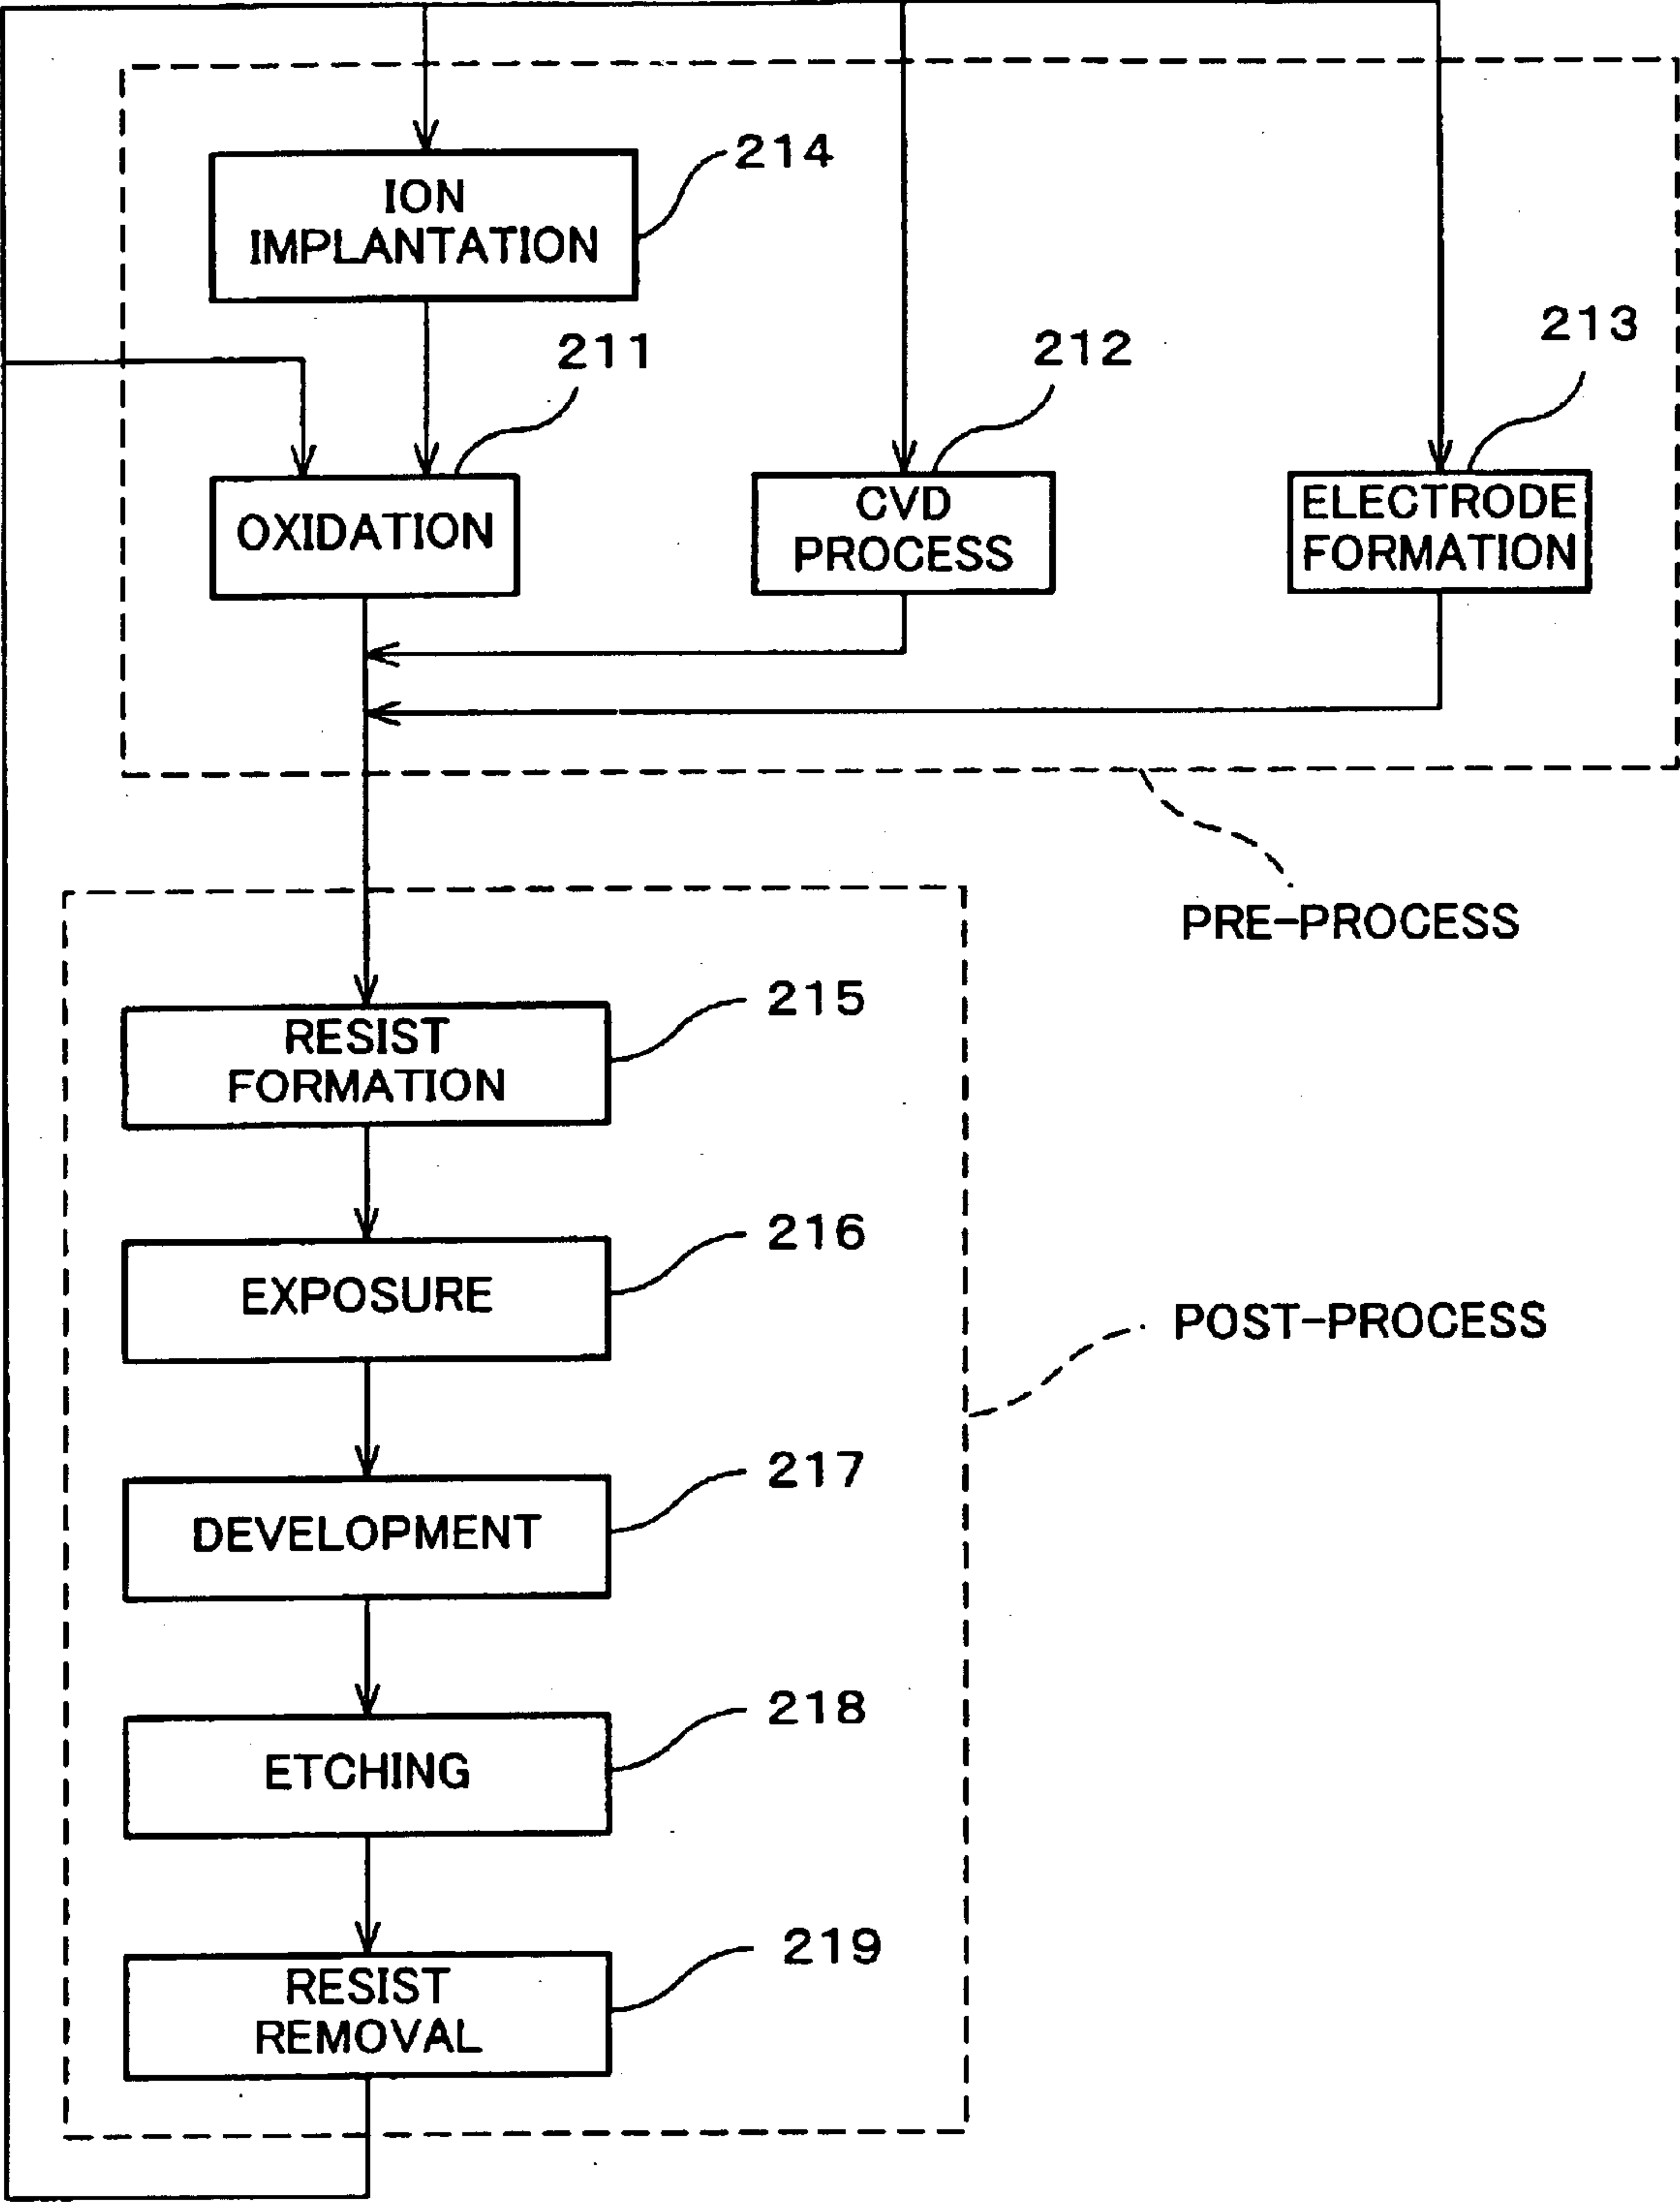 214
ION
IMPLANTATION
211
212
213
OXIDATION
CVD
PROCESS
ELECTRODE
FORMATION
PRE-PROCESS
215
RESIST
FORMATION
216
EXPOSURE
POST-PROCESS
217
DEVELOPMENT
218
ETCHING
219
RESIST
REMOVAL